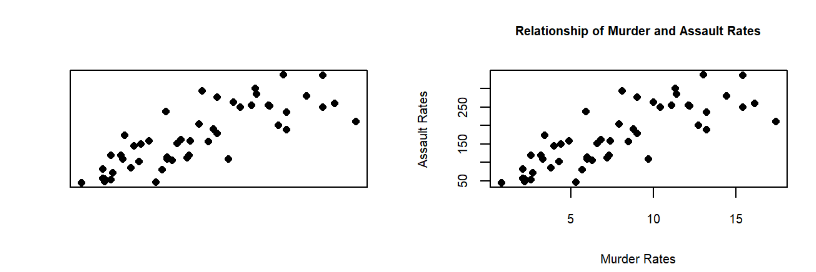 Relationship of Murder and Assault Rates
Assault Rates
250
150
50
5 10 15
Murder Rates